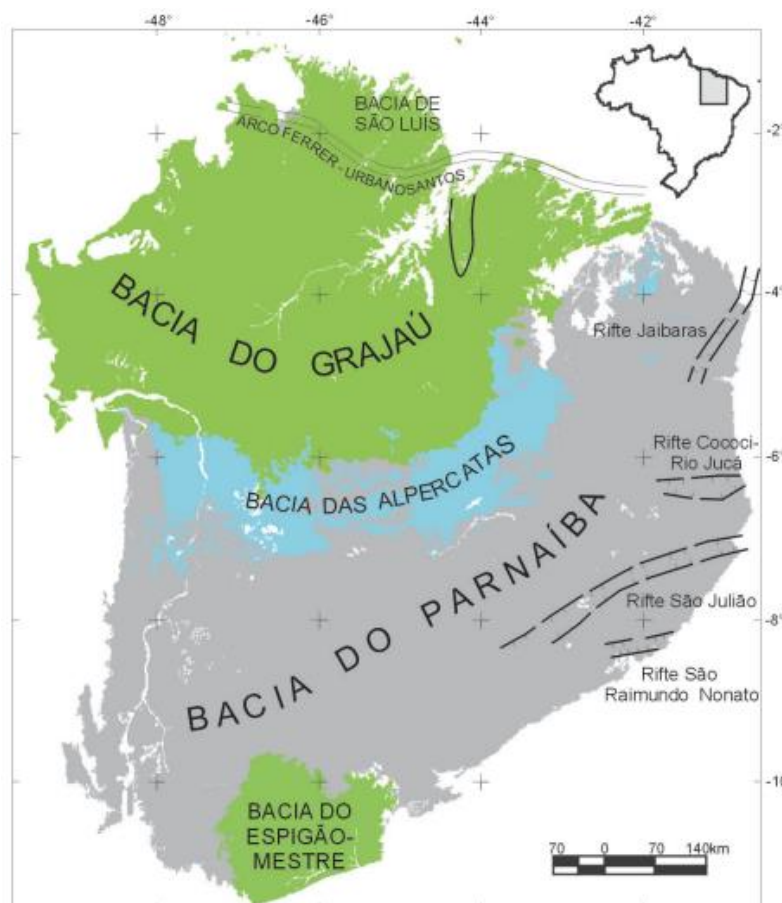 -48° -46° -44° -42°
BACIA DE
SÃO LUÍS
-2°
ARCO FERRER - URBANOSANTOS
-4°
BACIA DO GRAJAÚ
Rifte Jaibaras
Rifte Cococi-
Rio Jucá
-6°
BACIA DAS ALPERCATAS
BACIA DO PARNAÍBA
Rifte São Julião
-8°
Rifte São
Raimundo Nonato
-10
BACIA DO
ESPIGÃO-
MESTRE
70 0 70 140km